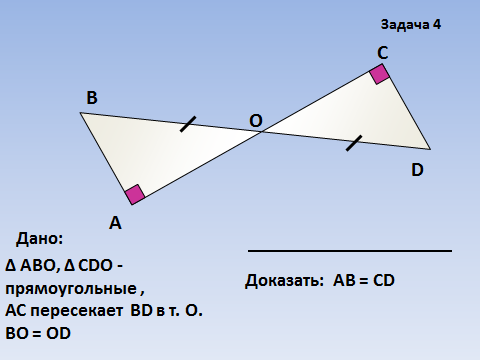 Задача 4
C
B
O
D
A
Дано:
Δ ABO, Δ CDO -
прямоугольные ,
AC пересекает BD в т. O.
BO = OD
Доказать: AB = CD